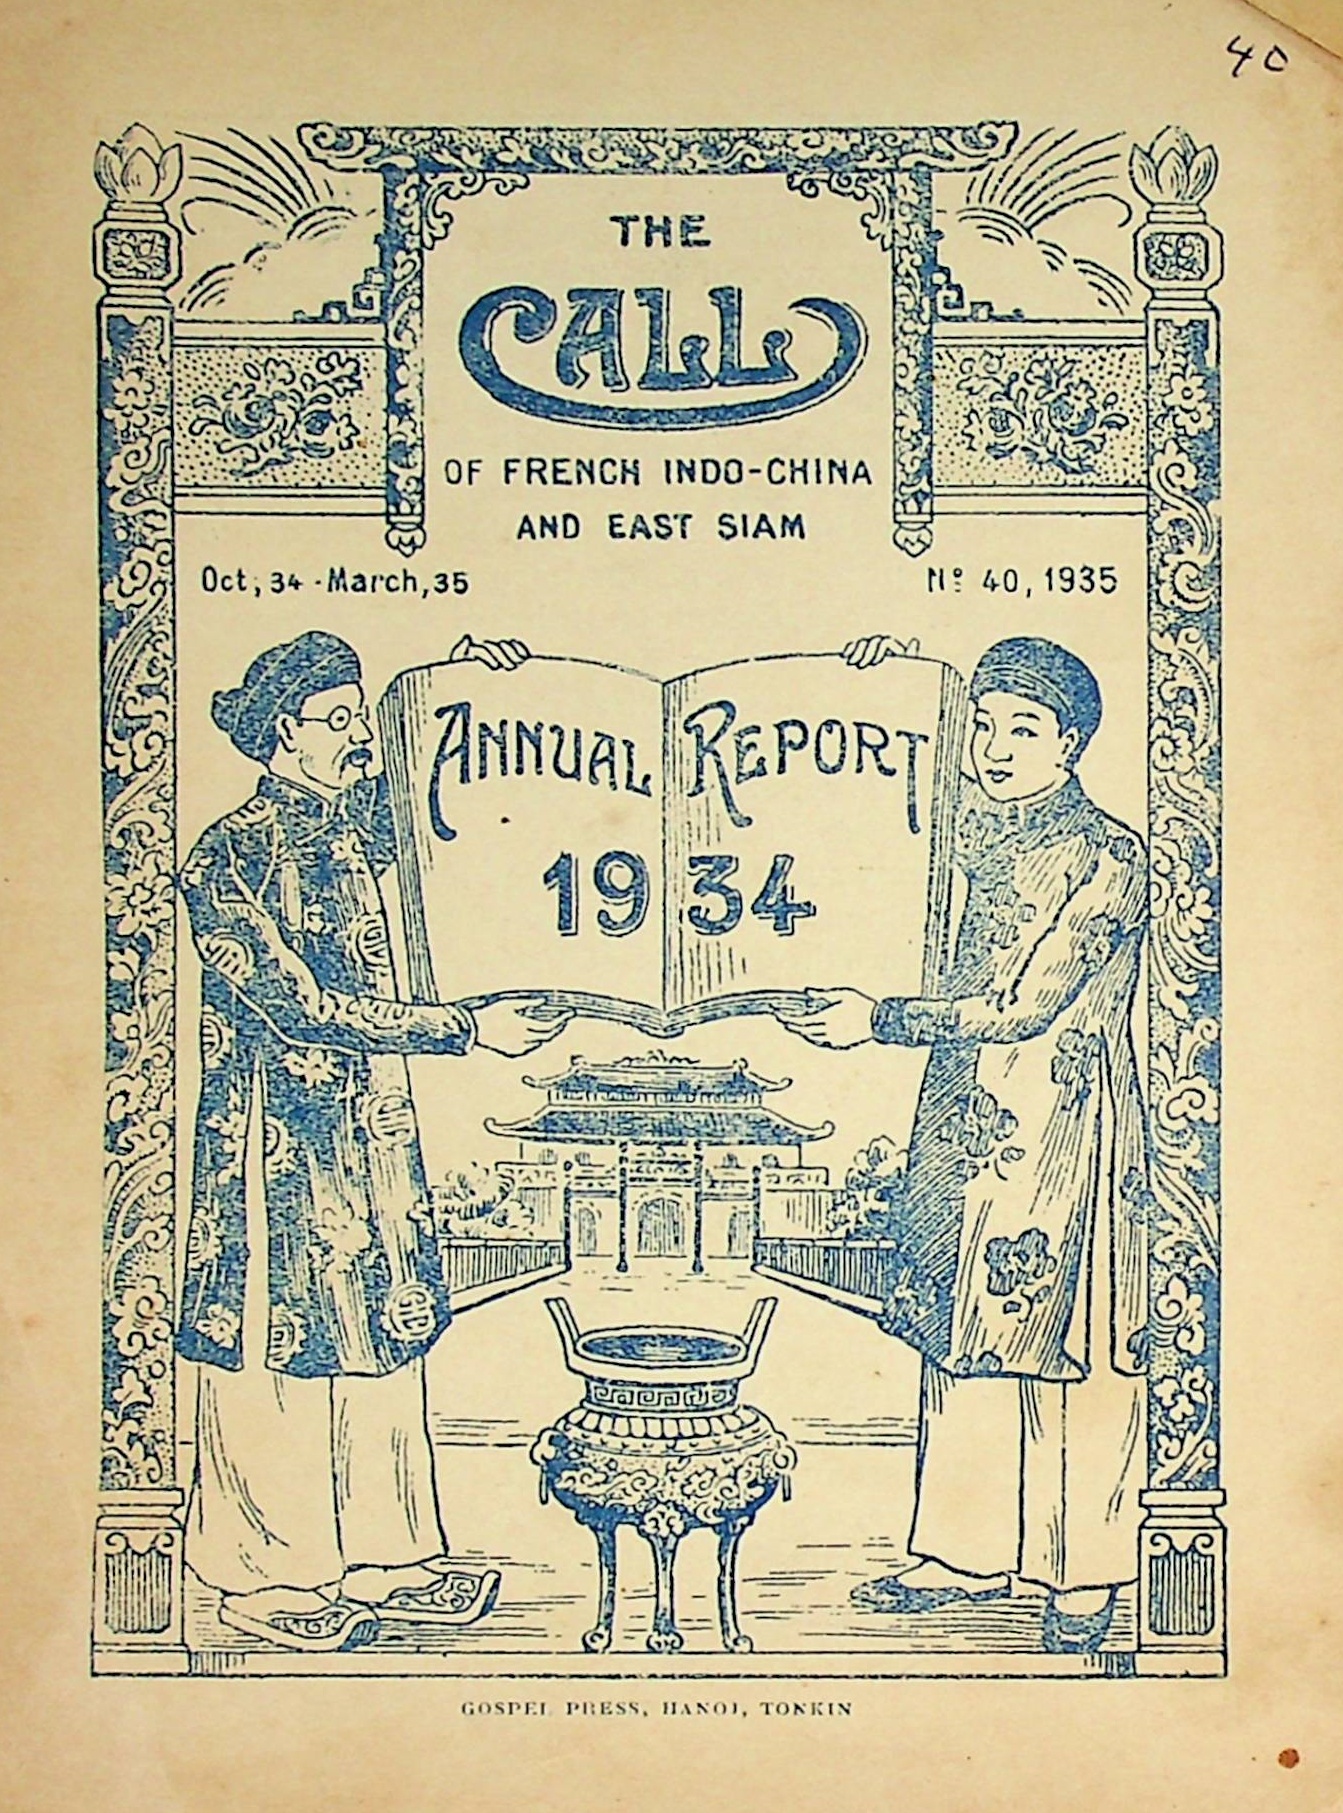 40
THE
CALL
OF FRENCH INDO-CHINA
AND EAST SIAM
Oct, 34 - March, 35
Nº 40, 1935
ANNUAL REPORT
1934
GOSPEL PRESS, HANOI, TONKIN